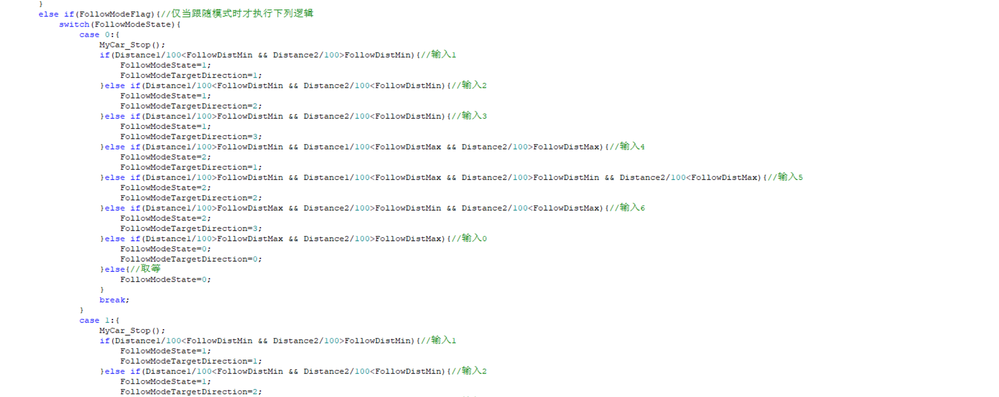 }
else if(FollowModeFlag){//仅当跟随模式时才执行下列逻辑
switch(FollowModeState){
case 0:{
MyCar_Stop();
if(Distance1/100<FollowDistMin && Distance2/100>FollowDistMin){//输入1
FollowModeState=1;
FollowModeTargetDirection=1;
}else if(Distance1/100<FollowDistMin && Distance2/100<FollowDistMin){//输入2
FollowModeState=1;
FollowModeTargetDirection=2;
}else if(Distance1/100>FollowDistMin && Distance2/100<FollowDistMin){//输入3
FollowModeState=1;
FollowModeTargetDirection=3;
}else if(Distance1/100>FollowDistMin && Distance1/100<FollowDistMax && Distance2/100>FollowDistMax){//输入4
FollowModeState=2;
FollowModeTargetDirection=1;
}else if(Distance1/100>FollowDistMin && Distance1/100<FollowDistMax && Distance2/100>FollowDistMin && Distance2/100<FollowDistMax){//输入5
FollowModeState=2;
FollowModeTargetDirection=2;
}else if(Distance1/100>FollowDistMax && Distance2/100>FollowDistMin && Distance2/100<FollowDistMax){//输入6
FollowModeState=2;
FollowModeTargetDirection=3;
}else if(Distance1/100>FollowDistMax && Distance2/100>FollowDistMax){//输入0
FollowModeState=0;
FollowModeTargetDirection=0;
}else{//取等
FollowModeState=0;
}
break;
}
case 1:{
MyCar_Stop();
if(Distance1/100<FollowDistMin && Distance2/100>FollowDistMin){//输入1
FollowModeState=1;
FollowModeTargetDirection=1;
}else if(Distance1/100<FollowDistMin && Distance2/100<FollowDistMin){//输入2
FollowModeState=1;
FollowModeTargetDirection=2;